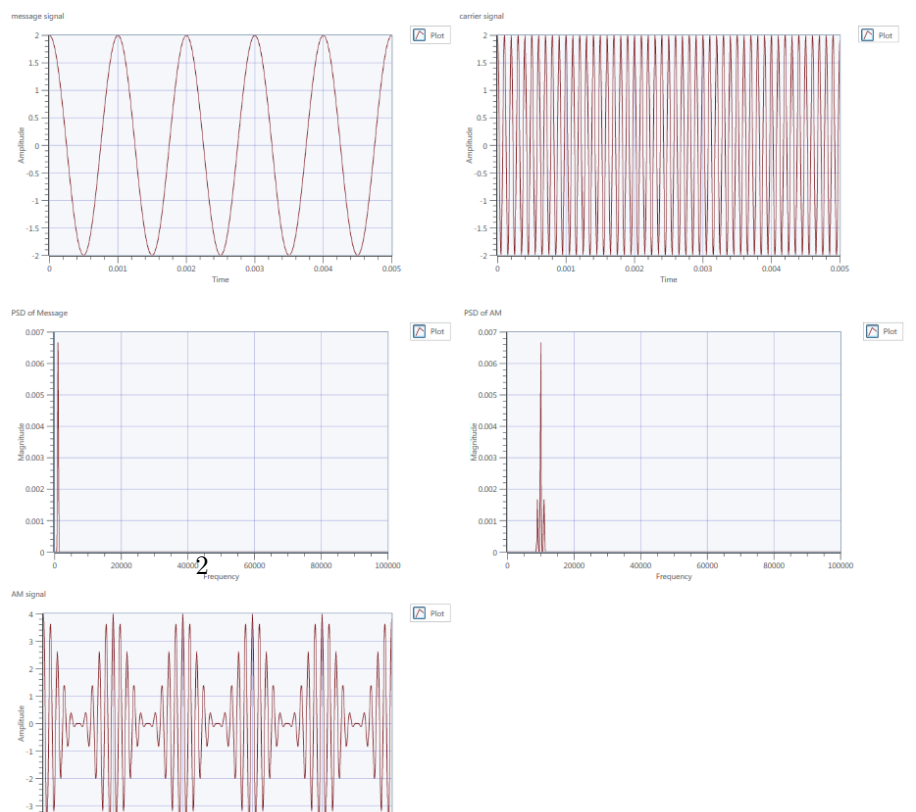 message signal
Plot
2
1.5
1
0.5
0
-0.5
-1
-1.5
-2
Amplitude
0 0.001 0.002 0.003 0.004 0.005
Time
carrier signal
Plot
2
1.5
1
0.5
0
-0.5
-1
-1.5
-2
Amplitude
0 0.001 0.002 0.003 0.004 0.005
Time
PSD of Message
Plot
0.007
0.006
0.005
0.004
0.003
0.002
0.001
0
Magnitude
0 20000 40000 60000 80000 100000
2
Frequency
PSD of AM
Plot
0.007
0.006
0.005
0.004
0.003
0.002
0.001
0
Magnitude
0 20000 40000 60000 80000 100000
Frequency
AM signal
Plot
4
3
2
1
0
-1
-2
-3
Amplitude